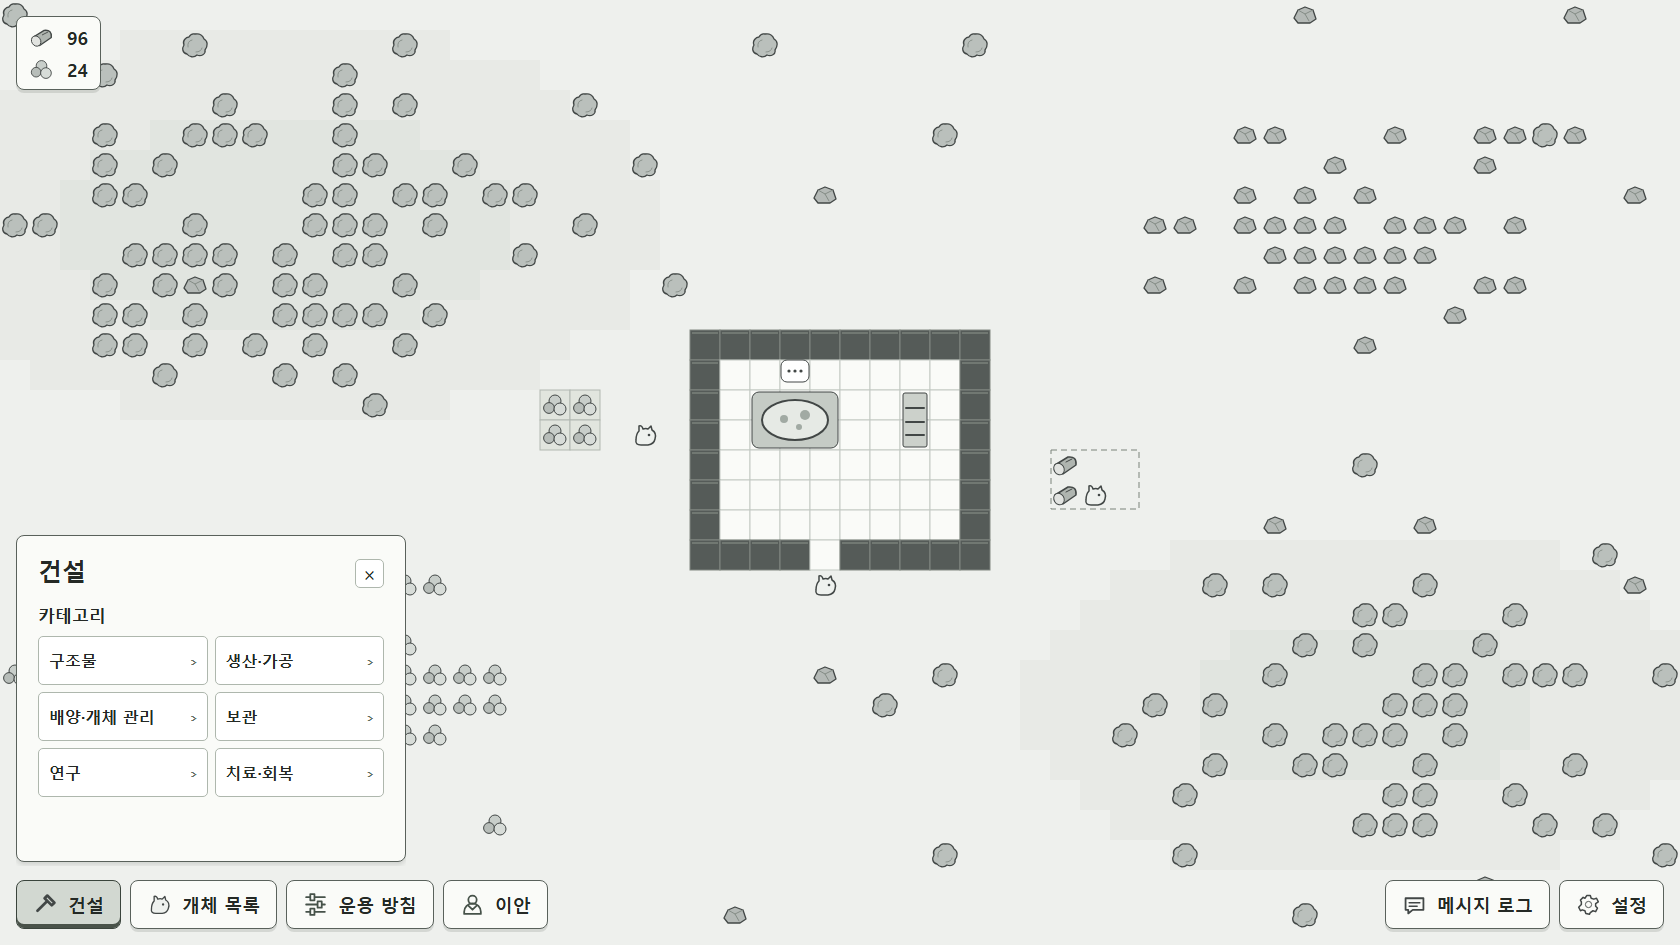 96
24
건설
×
카테고리
구조물 >
생산·가공 >
배양·개체 관리 >
보관 >
연구 >
치료·회복 >
건설
개체 목록
운용 방침
이안
메시지 로그
설정